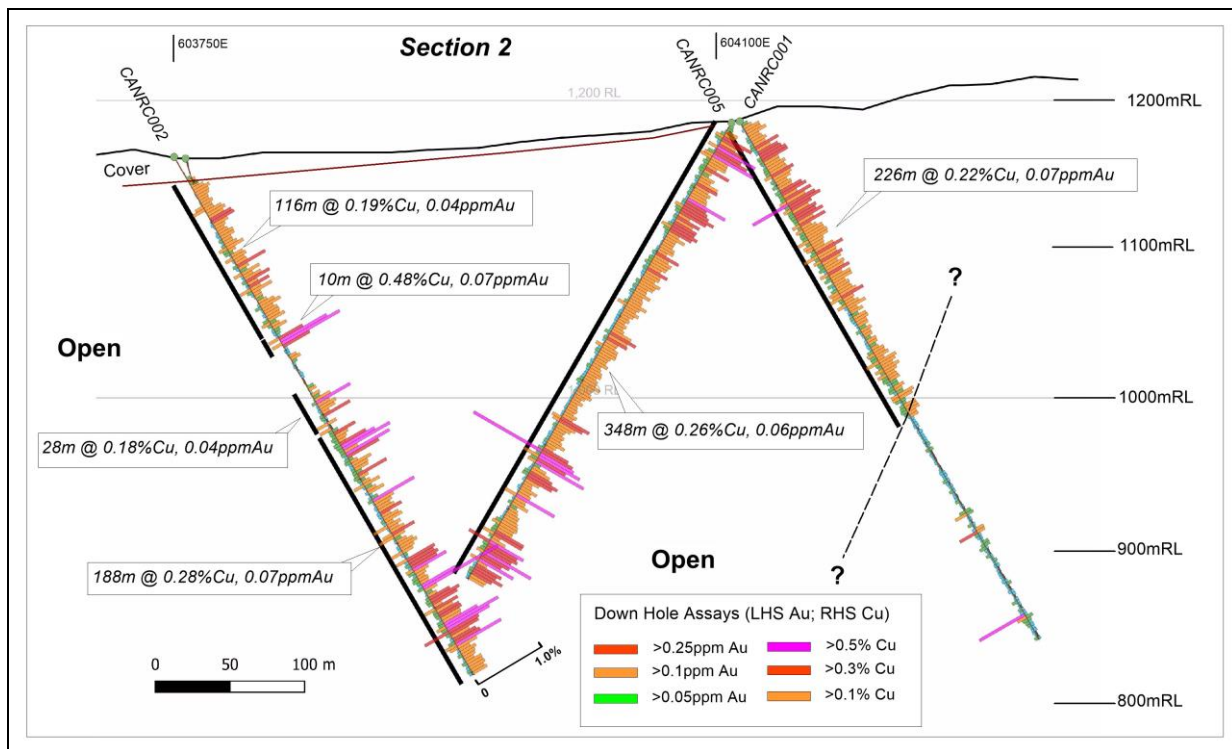 603750E
Section 2
604100E
CANRC002
CANRC005
CANRC001
1,200 RL
1200mRL
Cover
116m @ 0.19%Cu, 0.04ppmAu
226m @ 0.22%Cu, 0.07ppmAu
1100mRL
10m @ 0.48%Cu, 0.07ppmAu
?
Open
RL
1000mRL
28m @ 0.18%Cu, 0.04ppmAu
348m @ 0.26%Cu, 0.06ppmAu
188m @ 0.28%Cu, 0.07ppmAu
Open
?
900mRL
Down Hole Assays (LHS Au; RHS Cu)
>0.25ppm Au
>0.5% Cu
>0.1ppm Au
>0.3% Cu
>0.05ppm Au
>0.1% Cu
0
1.0%
0 50 100 m
800mRL